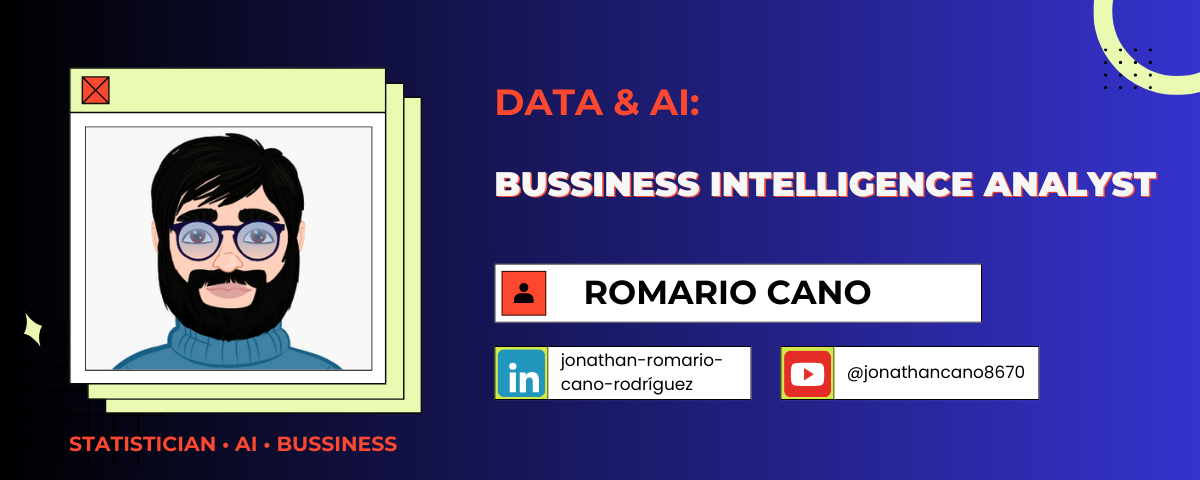 DATA & AI:
BUSSINESS INTELLIGENCE ANALYST
ROMARIO CANO
jonathan-romario-
cano-rodríguez
@jonathancano8670
STATISTICIAN • AI • BUSSINESS